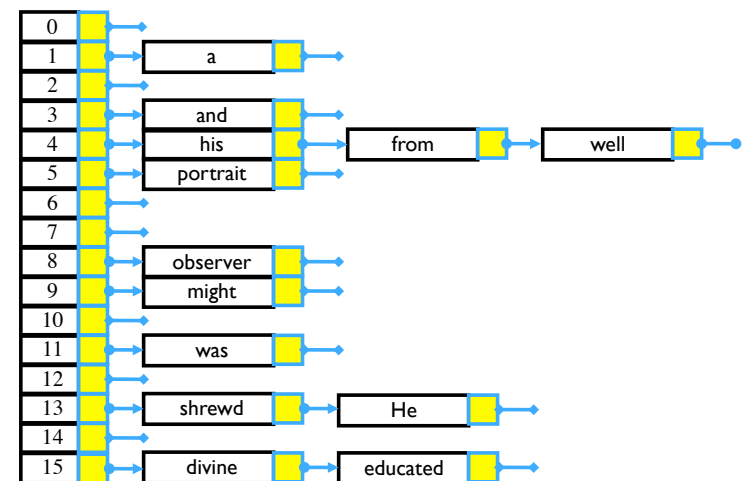 0
1 a
2
3 and
4 his from well
5 portrait
6
7
8 observer
9 might
10
11 was
12
13 shrewd He
14
15 divine educated